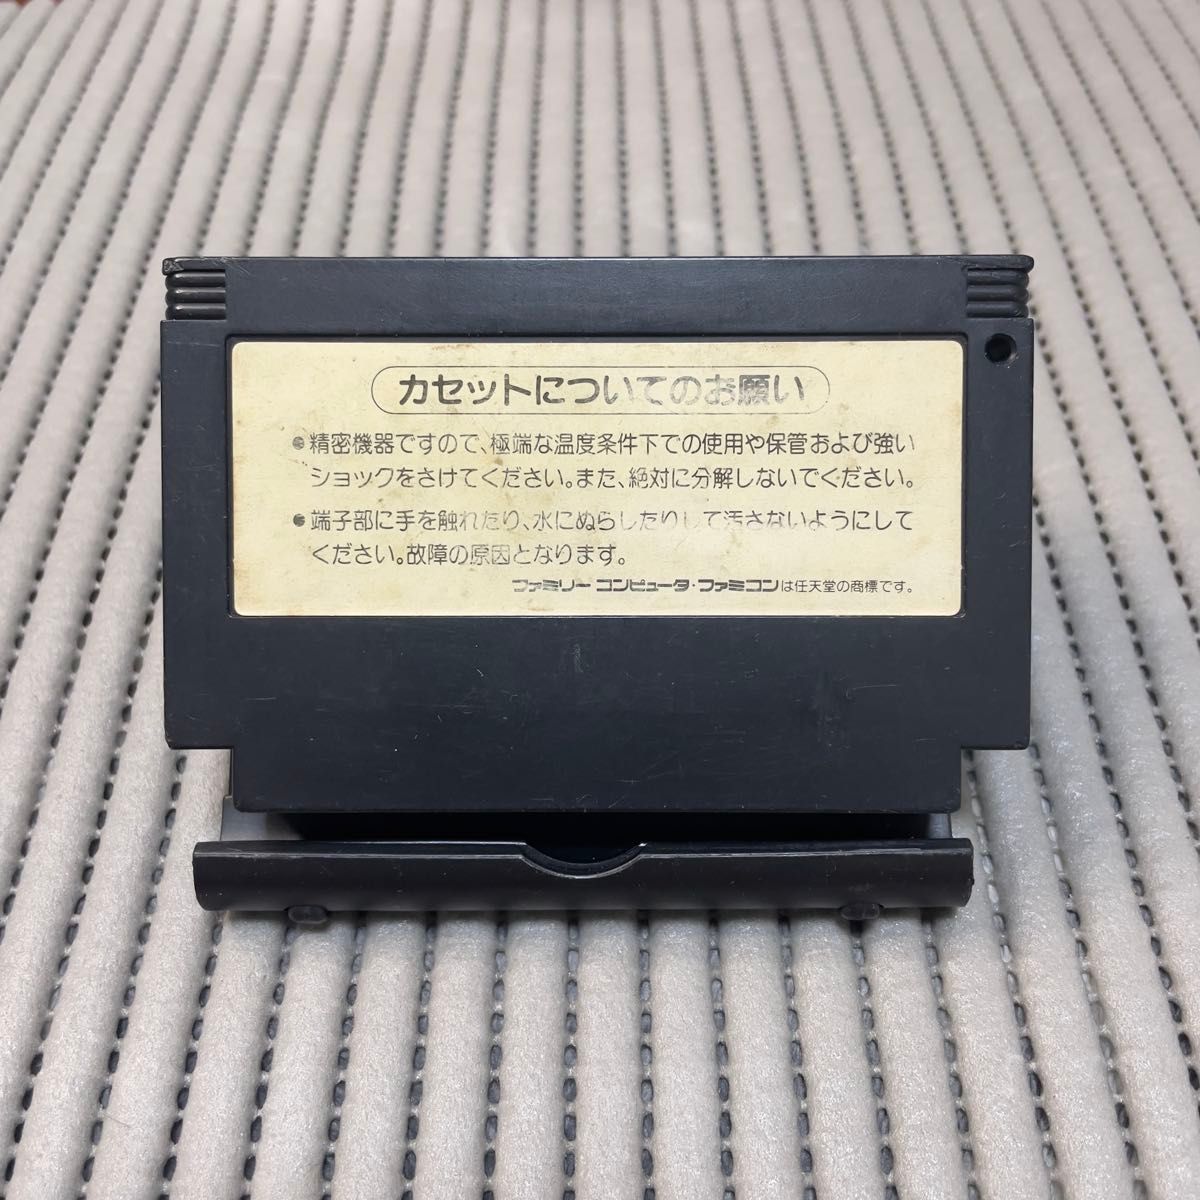 カセットについてのお願い
●精密機器ですので、極端な温度条件下での使用や保管および強い
ショックをさけてください。また、絶対に分解しないでください。
●端子部に手を触れたり、水にぬらしたりして汚さないようにして
ください。故障の原因となります。
ファミリー コンピュータ・ファミコンは任天堂の商標です。